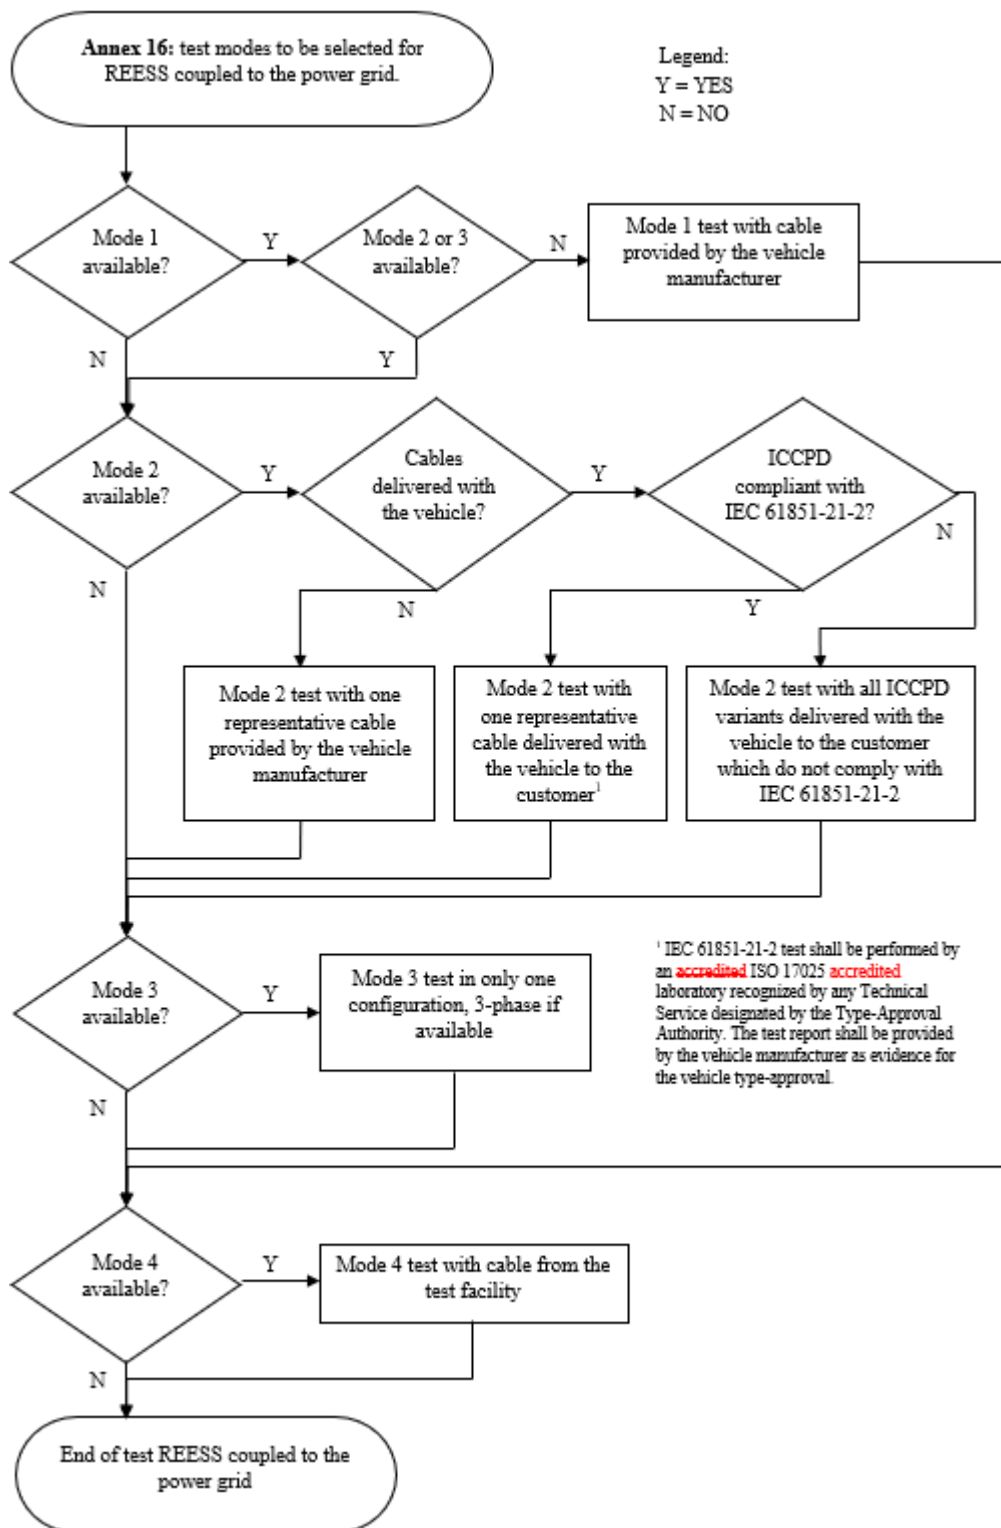 Annex 16: test modes to be selected for
REESS coupled to the power grid.
Legend:
Y = YES
N = NO
Mode 1
available?
Y
Mode 2 or 3
available?
N
Mode 1 test with cable
provided by the vehicle
manufacturer
N
Y
Mode 2
available?
Y
Cables
delivered with
the vehicle?
Y
ICCPD
compliant with
IEC 61851-21-2?
N
N
N
Y
Mode 2 test with one
representative cable
provided by the vehicle
manufacturer
Mode 2 test with
one representative
cable delivered with
the vehicle to the
customer¹
Mode 2 test with all ICCPD
variants delivered with the
vehicle to the customer
which do not comply with
IEC 61851-21-2
Mode 3
available?
Y
Mode 3 test in only one
configuration, 3-phase if
available
N
¹ IEC 61851-21-2 test shall be performed by
an accredited ISO 17025 accredited
laboratory recognized by any Technical
Service designated by the Type-Approval
Authority. The test report shall be provided
by the vehicle manufacturer as evidence for
the vehicle type-approval.
Mode 4
available?
Y
Mode 4 test with cable from the
test facility
N
End of test REESS coupled to the
power grid